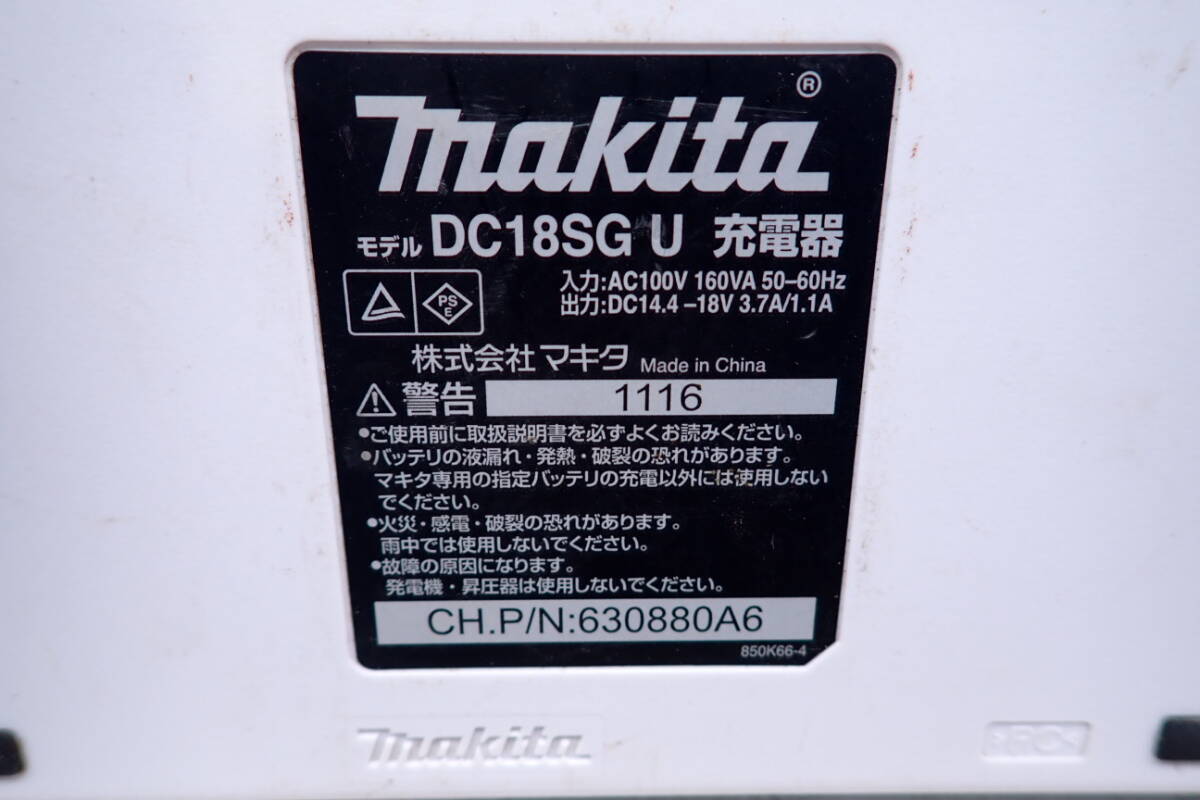 makita®
モデル DC18SG U 充電器
入力:AC100V 160VA 50–60Hz
出力:DC14.4 –18V 3.7A/1.1A
PS
E
株式会社 マキタ Made in China
警告 1116
●ご使用前に取扱説明書を必ずよくお読みください。
●バッテリの液漏れ・発熱・破裂の恐れがあります。
マキタ専用の指定バッテリの充電以外には使用しない
でください。
●火災・感電・破裂の恐れがあります。
雨中では使用しないでください。
●故障の原因になります。
発電機・昇圧器は使用しないでください。
CH.P/N:630880A6
850K66-4
makita
>PC<